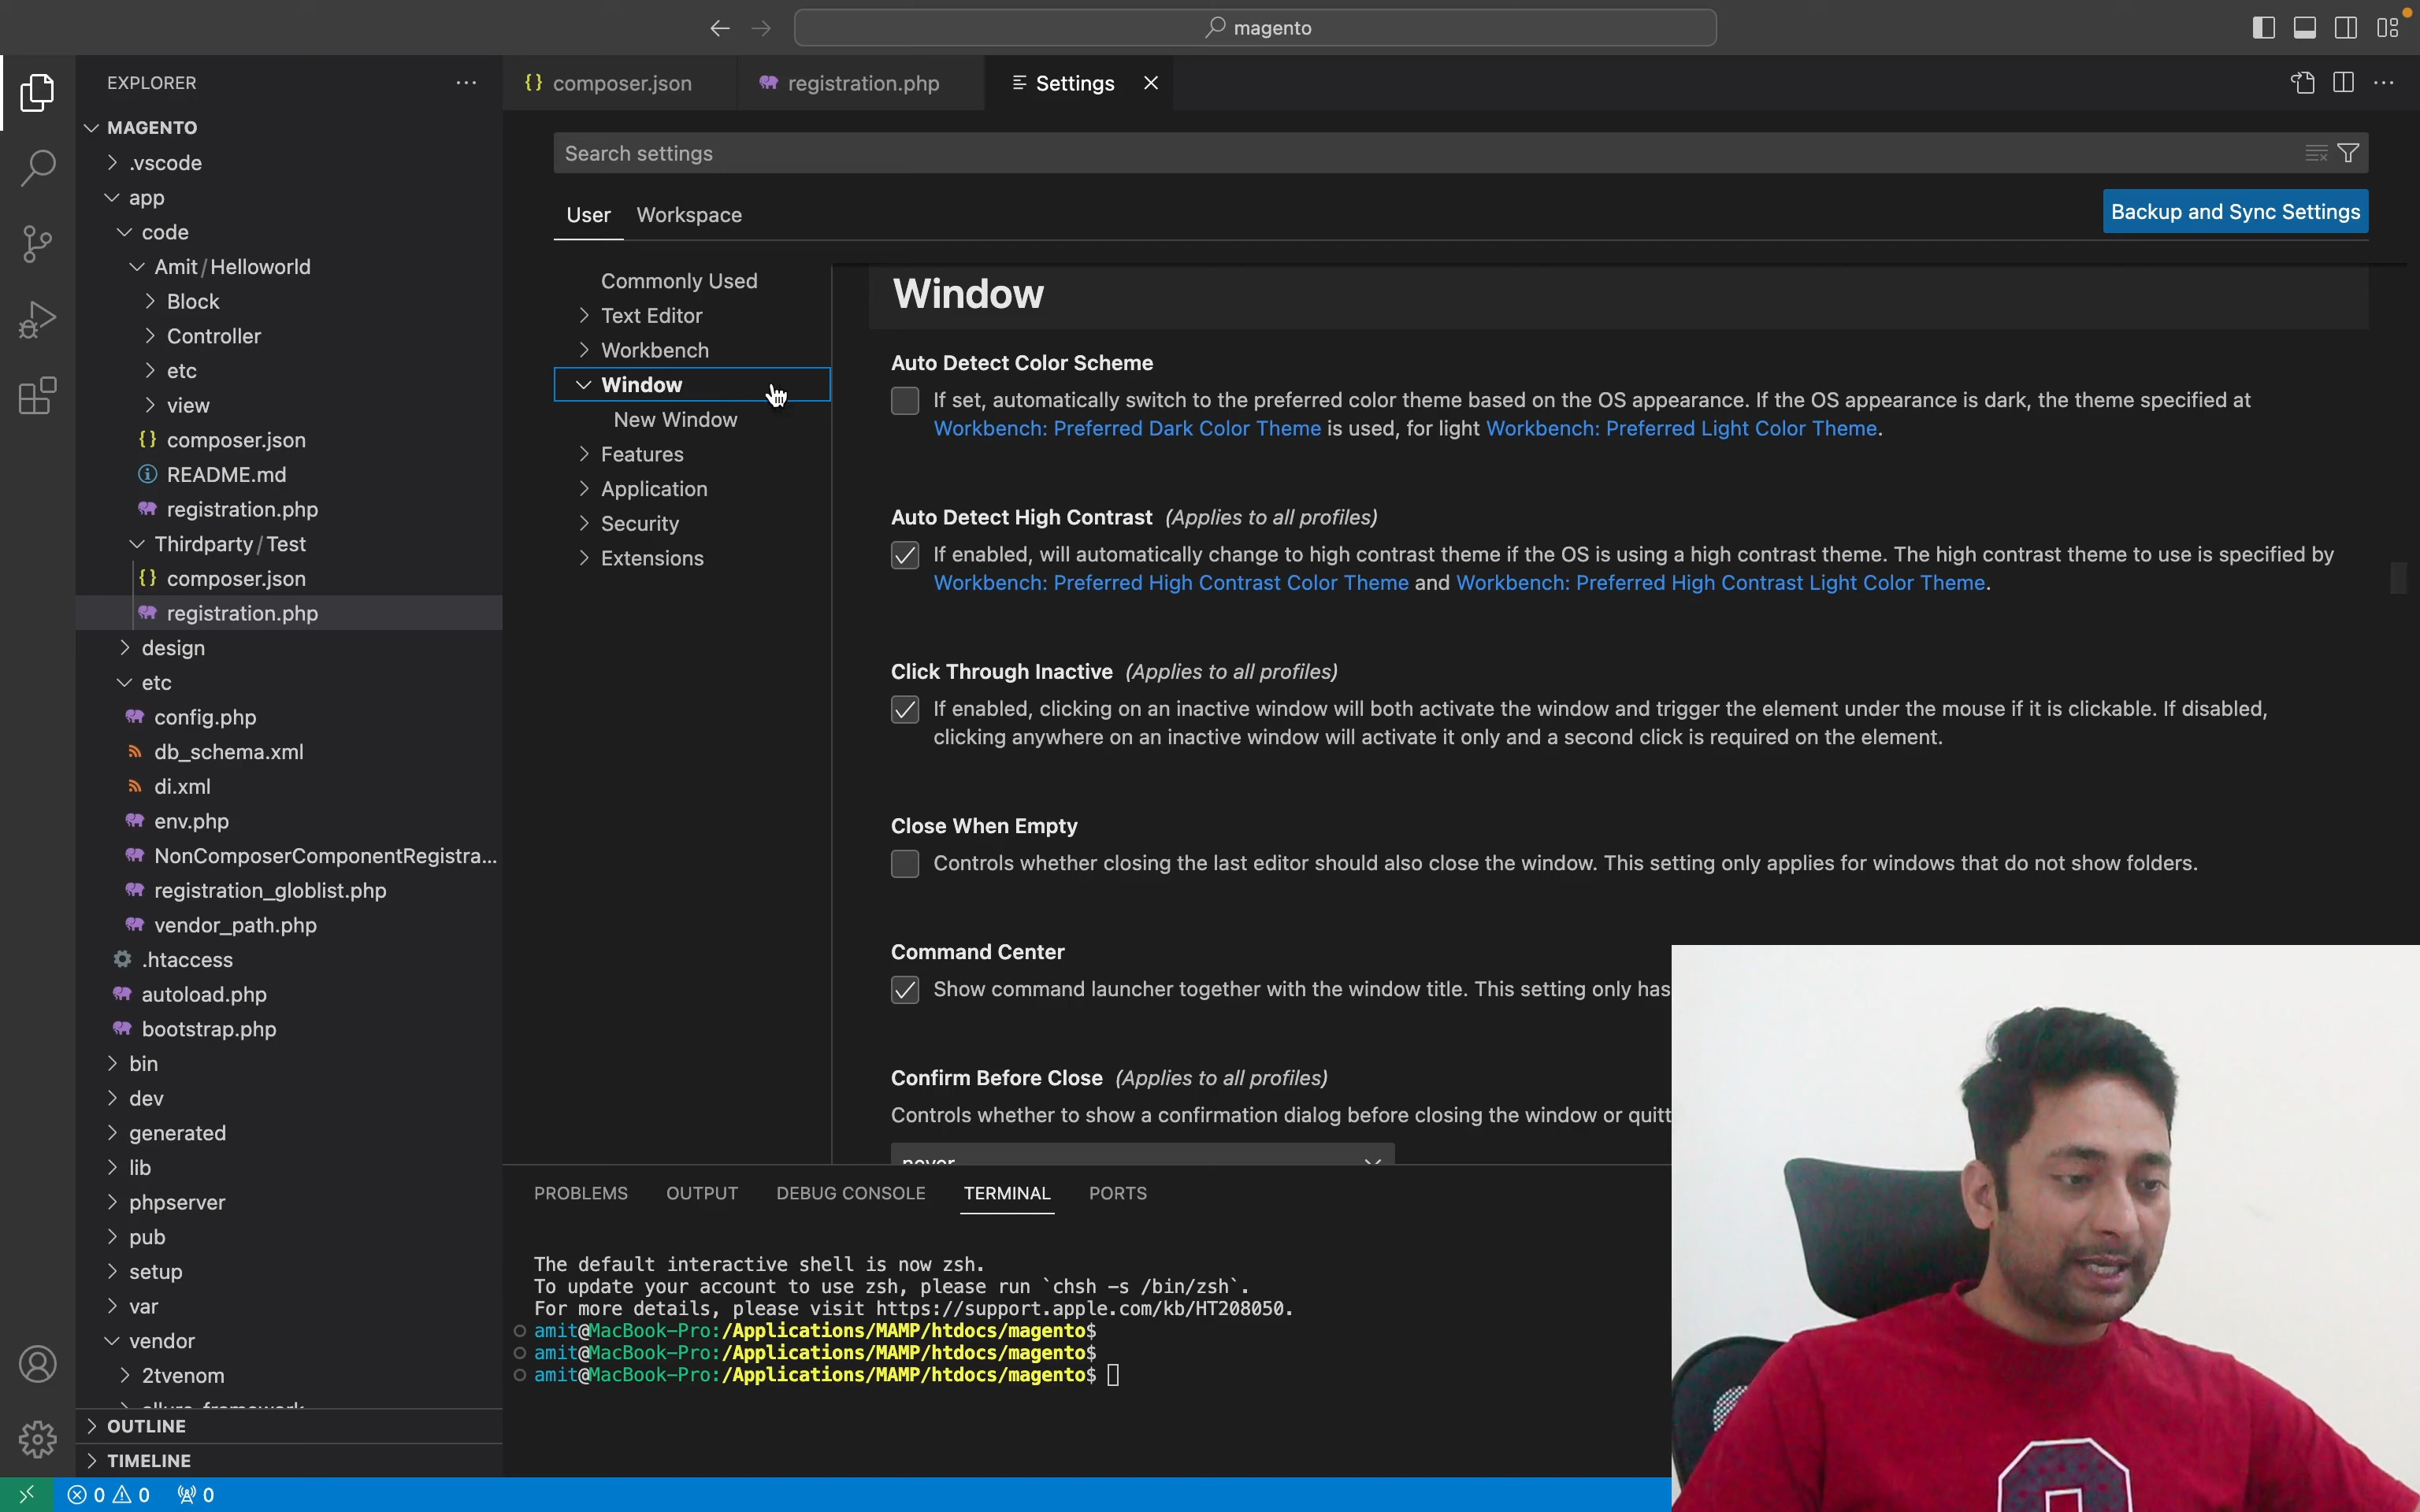 magento
EXPLORER
MAGENTO
.vscode
app
code
Amit/Helloworld
Block
Controller
etc
view
{} composer.json
README.md
registration.php
Thirdparty/Test
{} composer.json
registration.php
design
etc
config.php
db_schema.xml
di.xml
env.php
NonComposerComponentRegistra...
registration_globlist.php
vendor_path.php
.htaccess
autoload.php
bootstrap.php
bin
dev
generated
lib
phpserver
pub
setup
var
vendor
2tvenom
OUTLINE
TIMELINE
{} composer.json
registration.php
Settings
Search settings
User Workspace
Backup and Sync Settings
Commonly Used
Text Editor
Workbench
Window
New Window
Features
Application
Security
Extensions
Window
Auto Detect Color Scheme
If set, automatically switch to the preferred color theme based on the OS appearance. If the OS appearance is dark, the theme specified at
Workbench: Preferred Dark Color Theme is used, for light Workbench: Preferred Light Color Theme.
Auto Detect High Contrast (Applies to all profiles)
If enabled, will automatically change to high contrast theme if the OS is using a high contrast theme. The high contrast theme to use is specified by
Workbench: Preferred High Contrast Color Theme and Workbench: Preferred High Contrast Light Color Theme.
Click Through Inactive (Applies to all profiles)
If enabled, clicking on an inactive window will both activate the window and trigger the element under the mouse if it is clickable. If disabled,
clicking anywhere on an inactive window will activate it only and a second click is required on the element.
Close When Empty
Controls whether closing the last editor should also close the window. This setting only applies for windows that do not show folders.
Command Center
Show command launcher together with the window title. This setting only has
Confirm Before Close (Applies to all profiles)
Controls whether to show a confirmation dialog before closing the window or quitt
never
PROBLEMS OUTPUT DEBUG CONSOLE TERMINAL PORTS
The default interactive shell is now zsh.
To update your account to use zsh, please run `chsh -s /bin/zsh`.
For more details, please visit https://support.apple.com/kb/HT208050.
amit@MacBook-Pro:/Applications/MAMP/htdocs/magento$
amit@MacBook-Pro:/Applications/MAMP/htdocs/magento$
amit@MacBook-Pro:/Applications/MAMP/htdocs/magento$
0 0 0